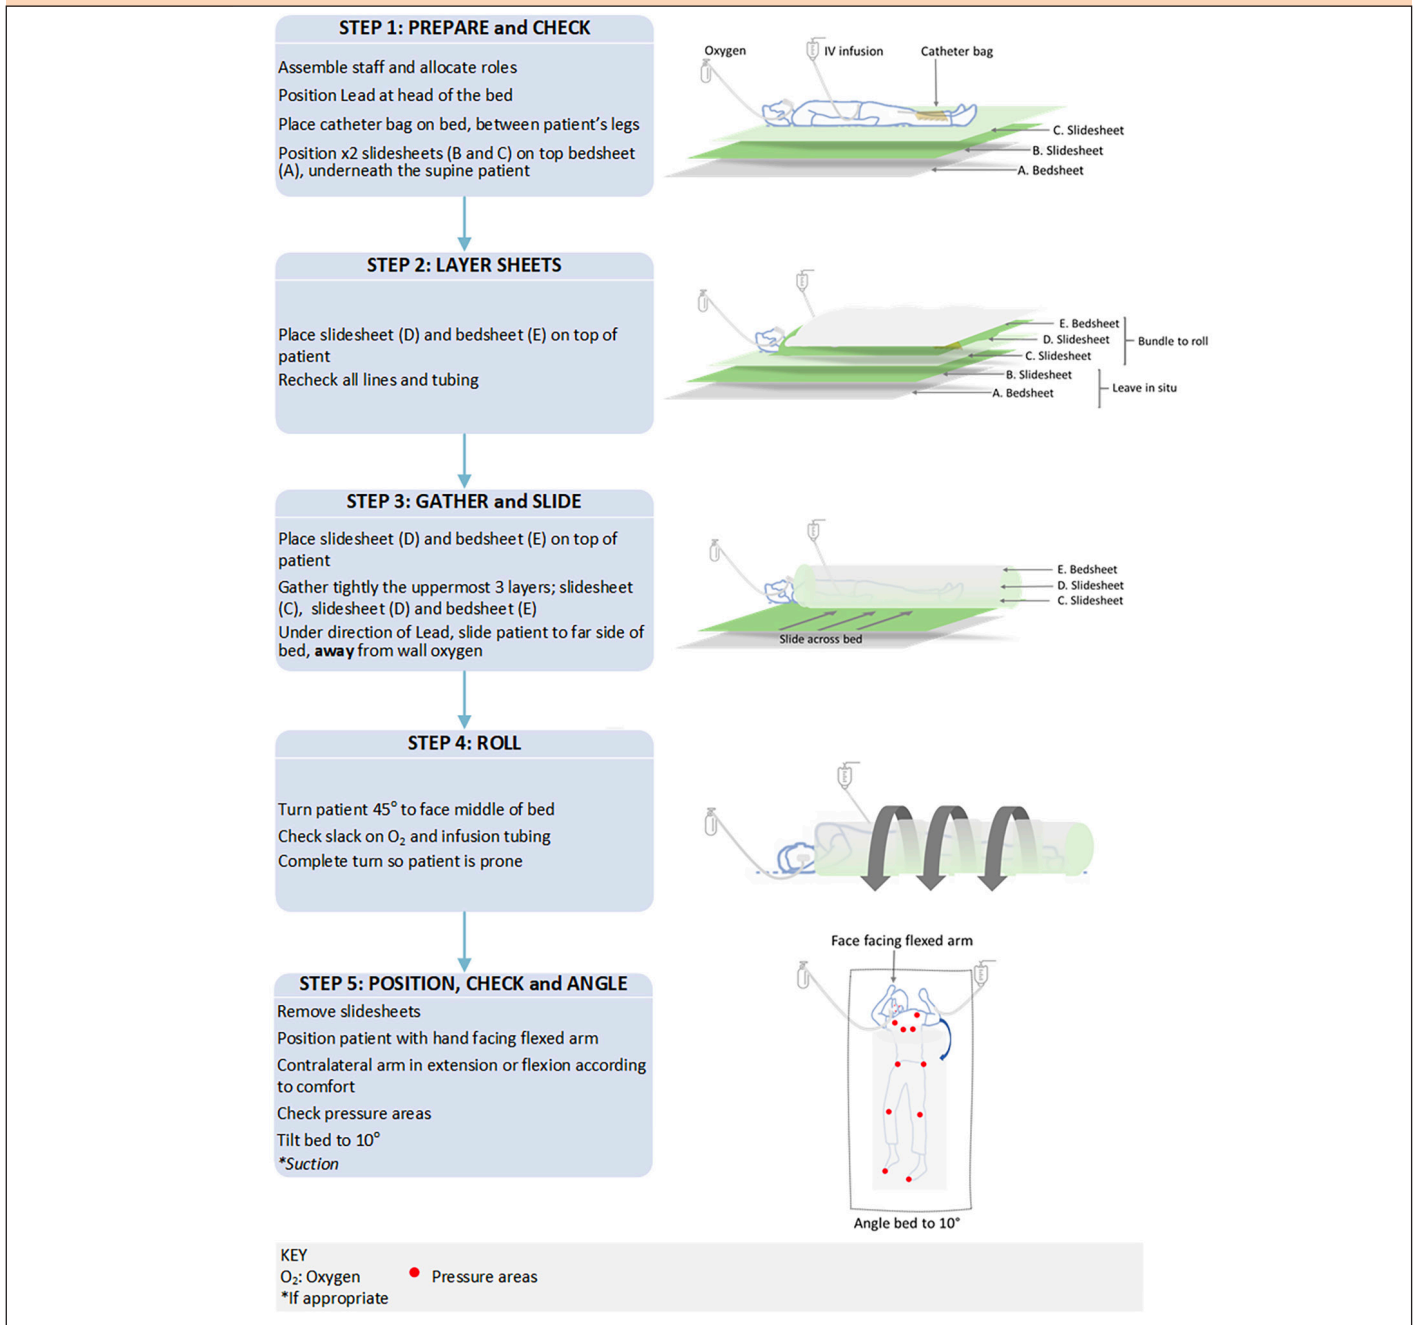 STEP 1: PREPARE and CHECK
Assemble staff and allocate roles
Position Lead at head of the bed
Place catheter bag on bed, between patient's legs
Position x2 slidesheets (B and C) on top bedsheet
(A), underneath the supine patient
Oxygen
IV infusion
Catheter bag
C. Slidesheet
B. Slidesheet
A. Bedsheet
STEP 2: LAYER SHEETS
Place slidesheet (D) and bedsheet (E) on top of
patient
Recheck all lines and tubing
E. Bedsheet
D. Slidesheet
C. Slidesheet
B. Slidesheet
A. Bedsheet
Bundle to roll
Leave in situ
STEP 3: GATHER and SLIDE
Place slidesheet (D) and bedsheet (E) on top of
patient
Gather tightly the uppermost 3 layers; slidesheet
(C), slidesheet (D) and bedsheet (E)
Under direction of Lead, slide patient to far side of
bed, away from wall oxygen
E. Bedsheet
D. Slidesheet
C. Slidesheet
Slide across bed
STEP 4: ROLL
Turn patient 45° to face middle of bed
Check slack on O₂ and infusion tubing
Complete turn so patient is prone
STEP 5: POSITION, CHECK and ANGLE
Remove slidesheets
Position patient with hand facing flexed arm
Contralateral arm in extension or flexion according
to comfort
Check pressure areas
Tilt bed to 10°
*Suction
Face facing flexed arm
Angle bed to 10°
KEY
O₂: Oxygen
Pressure areas
*If appropriate